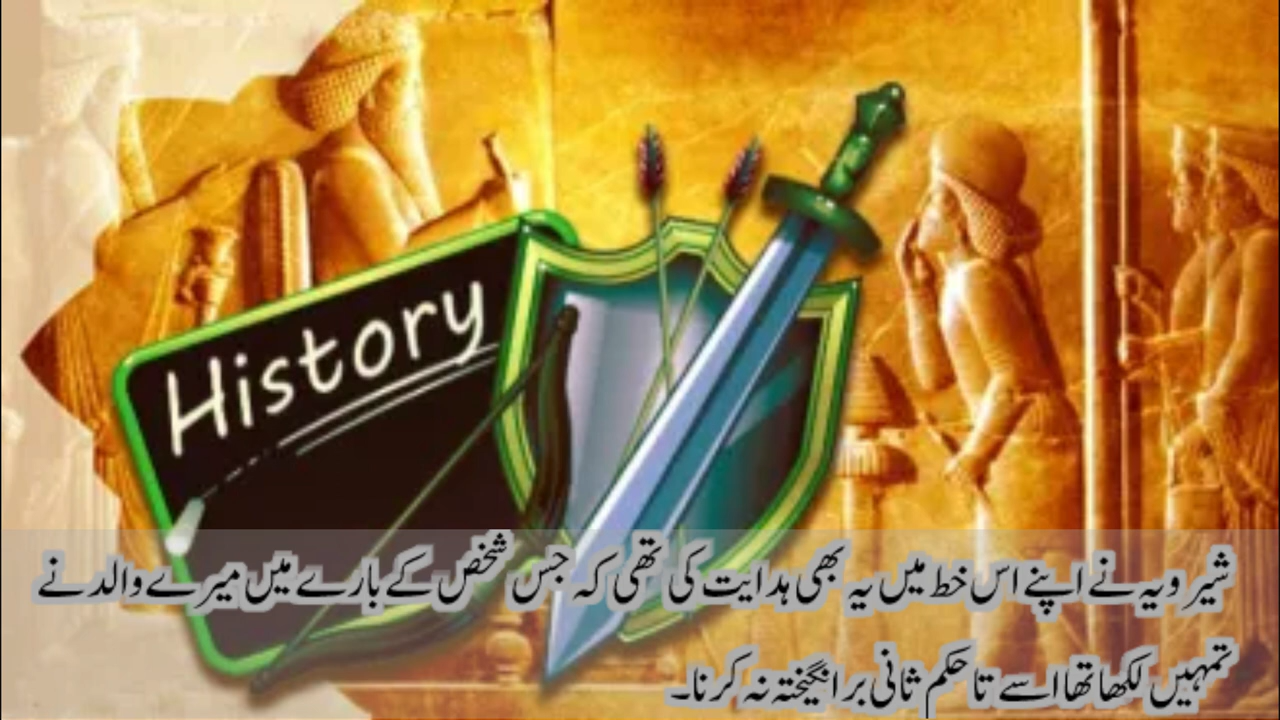 History
شیرویہ نے اپنے اس خط میں یہ بھی ہدایت کی تھی کہ جس شخص کے بارے میں میرے والد نے
تمہیں لکھا تھا اسے تا حکم ثانی برانگیختہ نہ کرنا۔